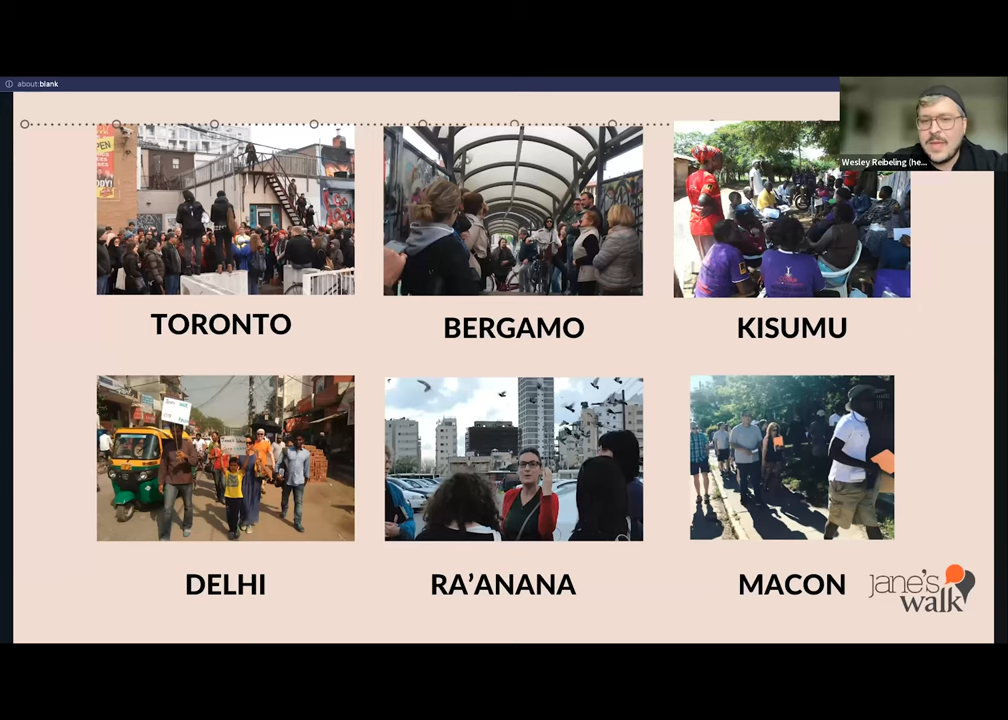 about:blank
Wesley Reibeling (he...
TORONTO
BERGAMO
KISUMU
DELHI
RA'ANANA
MACON
jane's
walk